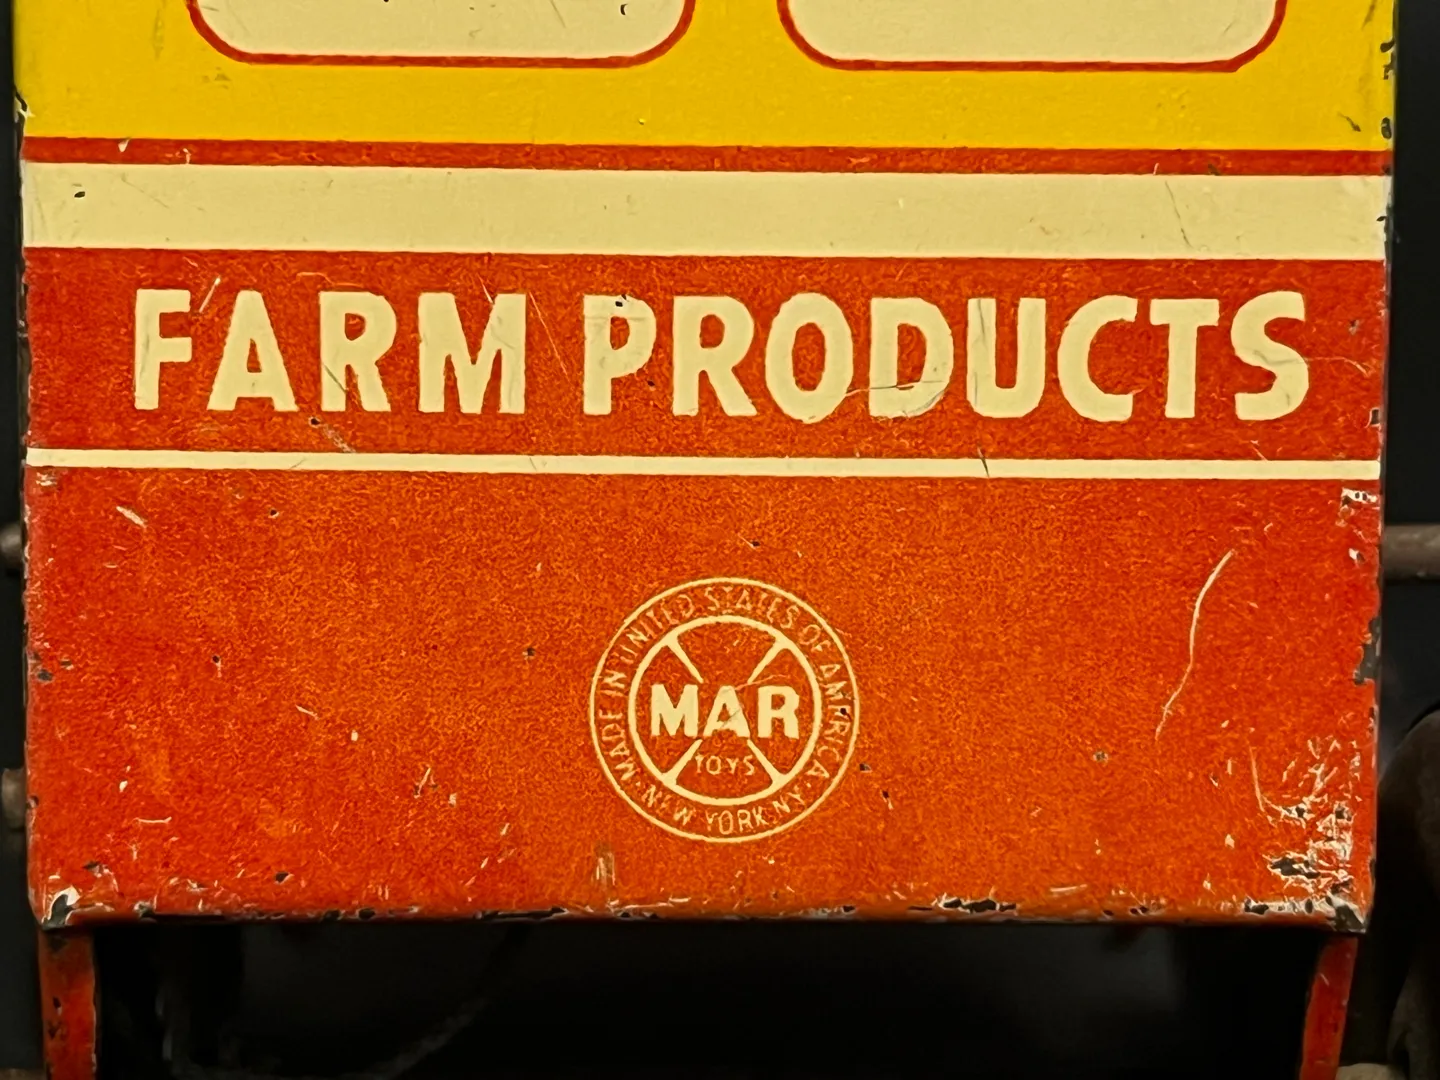 FARM PRODUCTS
MADE IN UNITED STATES OF AMERICA
MAR
TOYS
· NEW YORK.N.Y. ·